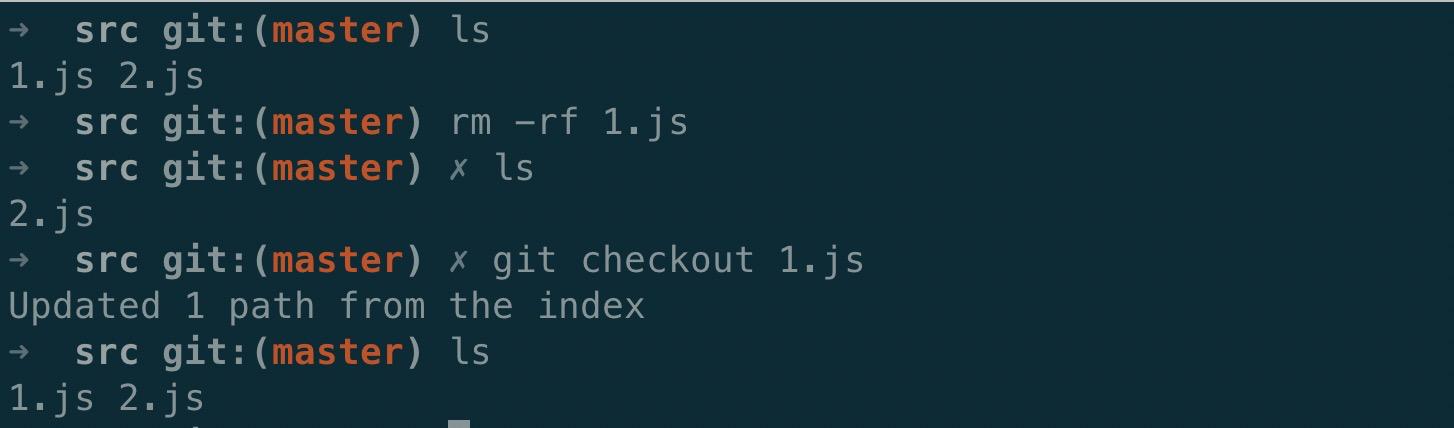 ➜  src git:(master) ls
1.js 2.js
➜  src git:(master) rm -rf 1.js
➜  src git:(master) ✗ ls
2.js
➜  src git:(master) ✗ git checkout 1.js
Updated 1 path from the index
➜  src git:(master) ls
1.js 2.js